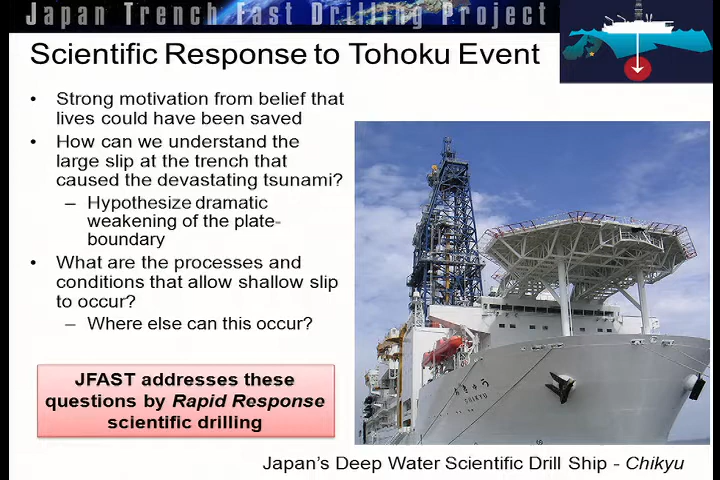 Japan Trench Fast Drilling Project
Scientific Response to Tohoku Event
• Strong motivation from belief that
lives could have been saved
• How can we understand the
large slip at the trench that
caused the devastating tsunami?
– Hypothesize dramatic
weakening of the plate-
boundary
• What are the processes and
conditions that allow shallow slip
to occur?
– Where else can this occur?
JFAST addresses these
questions by Rapid Response
scientific drilling
ちきゅう
CHIKYU
Japan's Deep Water Scientific Drill Ship - Chikyu